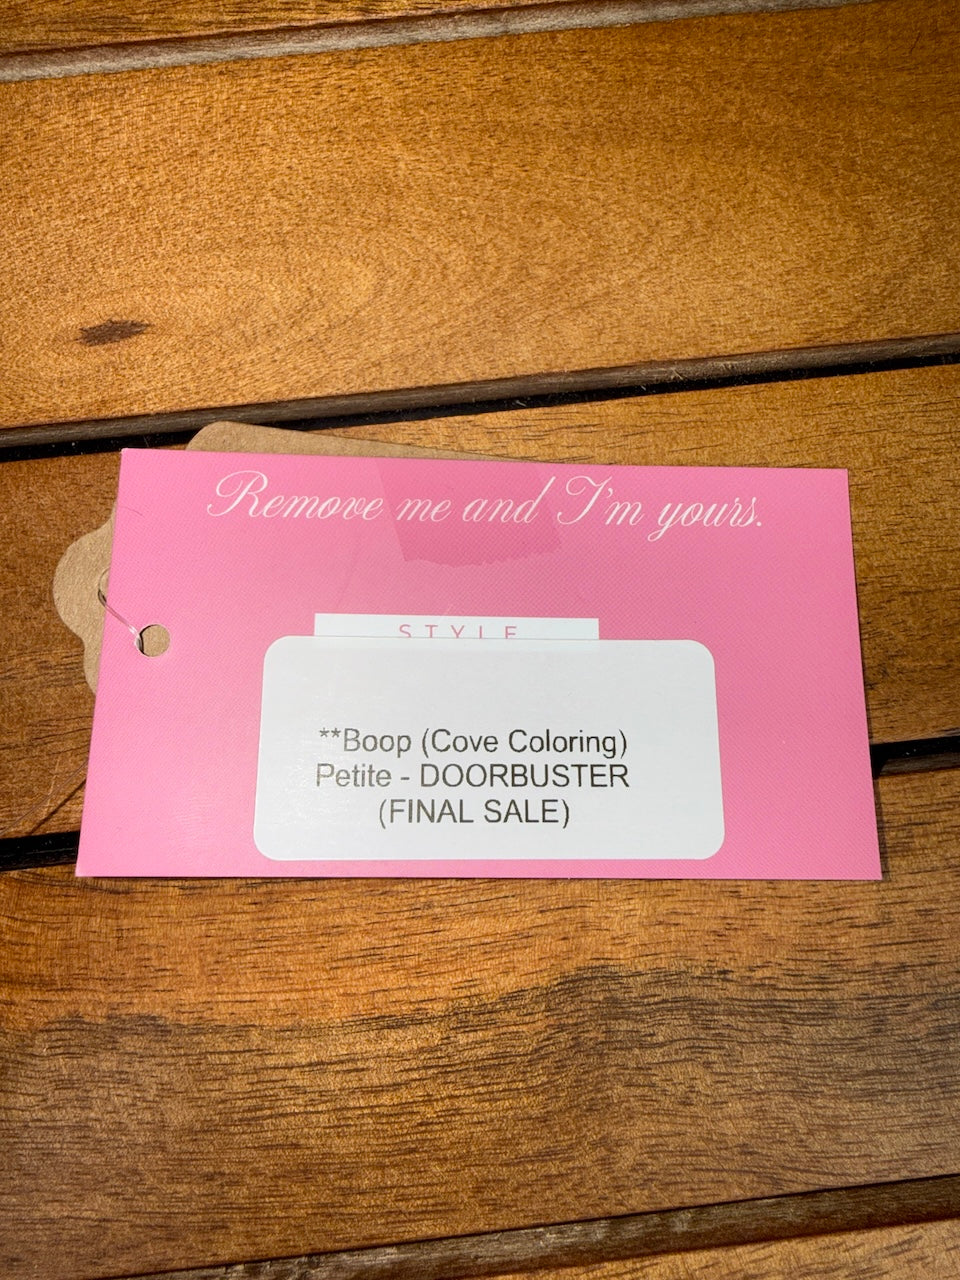 Remove me and I'm yours.
STYLE
**Boop (Cove Coloring)
Petite - DOORBUSTER
(FINAL SALE)